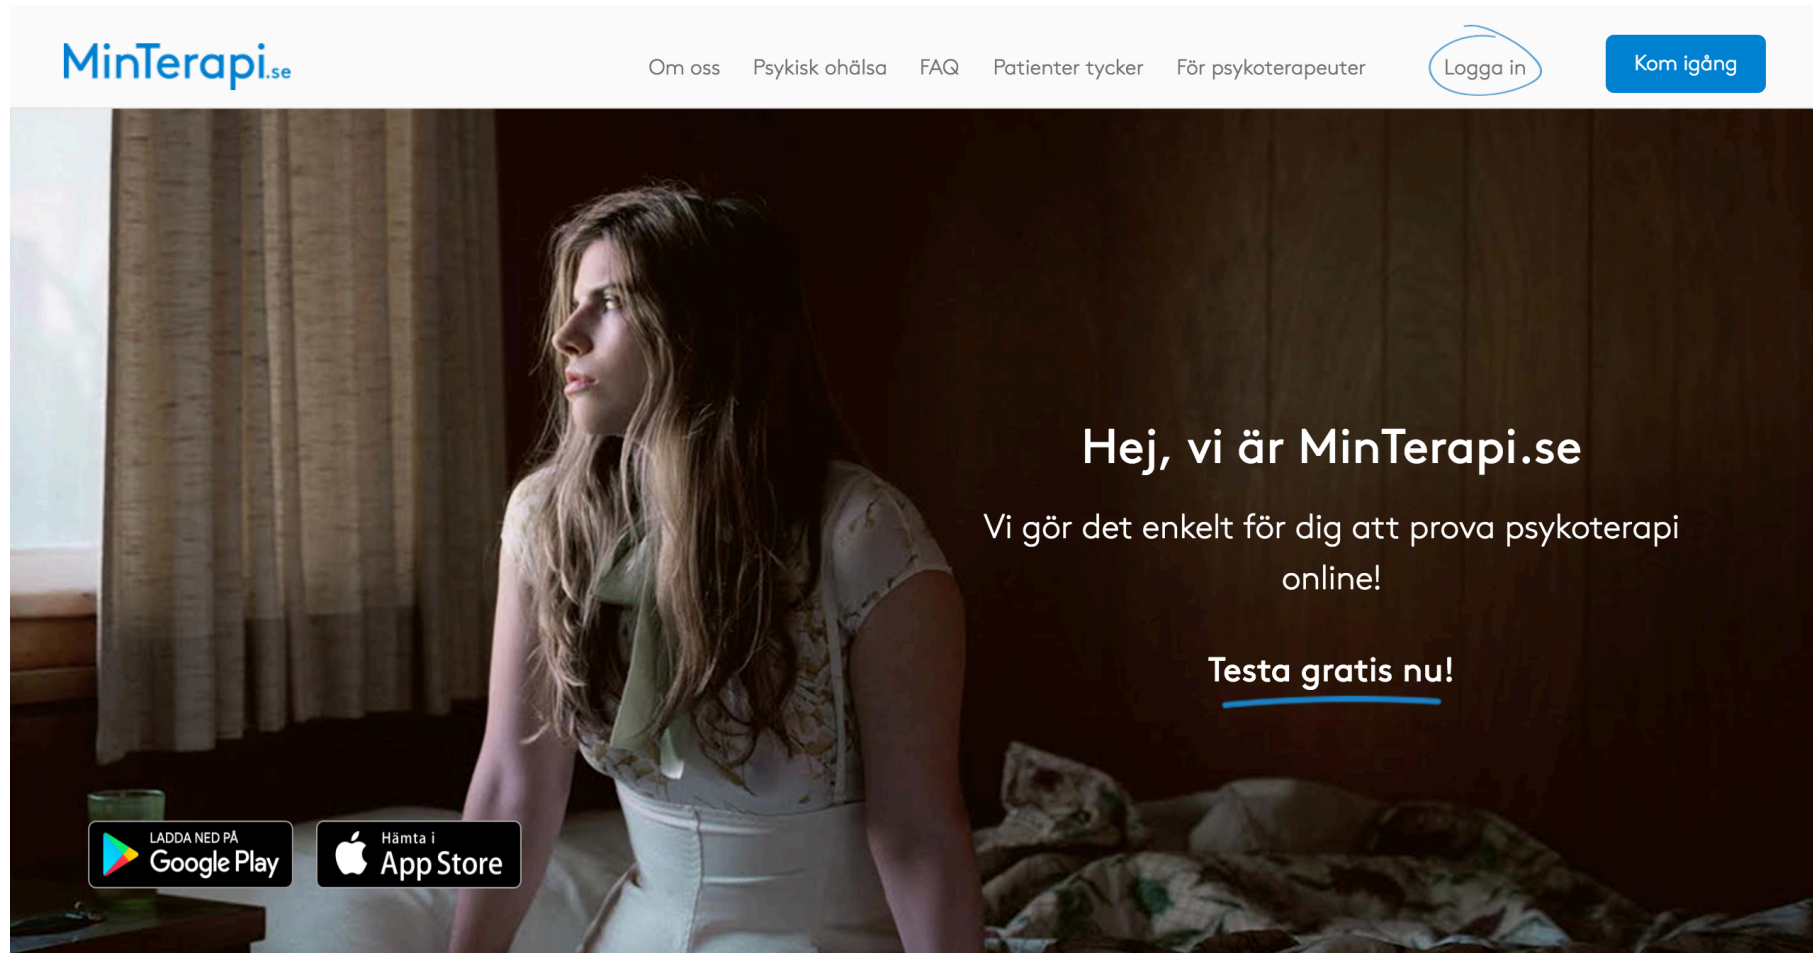 MinTerapi.se
Om oss
Psykisk ohälsa
FAQ
Patienter tycker
För psykoterapeuter
Logga in
Kom igång
Hej, vi är MinTerapi.se
Vi gör det enkelt för dig att prova psykoterapi
online!
Testa gratis nu!
LADDA NED PÅ
Google Play
Hämta i
App Store